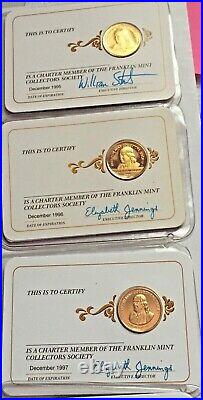 THIS IS TO CERTIFY
IS A CHARTER MEMBER OF THE FRANKLIN MINT
COLLECTORS SOCIETY
December 1995
DATE OF EXPIRATION
EXECUTIVE DIRECTOR
THIS IS TO CERTIFY
IS A CHARTER MEMBER OF THE FRANKLIN MINT
COLLECTORS SOCIETY
December 1996
Elizabeth Jennings
DATE OF EXPIRATION
EXECUTIVE DIRECTOR
THIS IS TO CERTIFY
IS A CHARTER MEMBER OF THE FRANKLIN MINT
COLLECTORS SOCIETY
December 1997
Elizabeth Jennings
DATE OF EXPIRATION
EXECUTIVE DIRECTOR